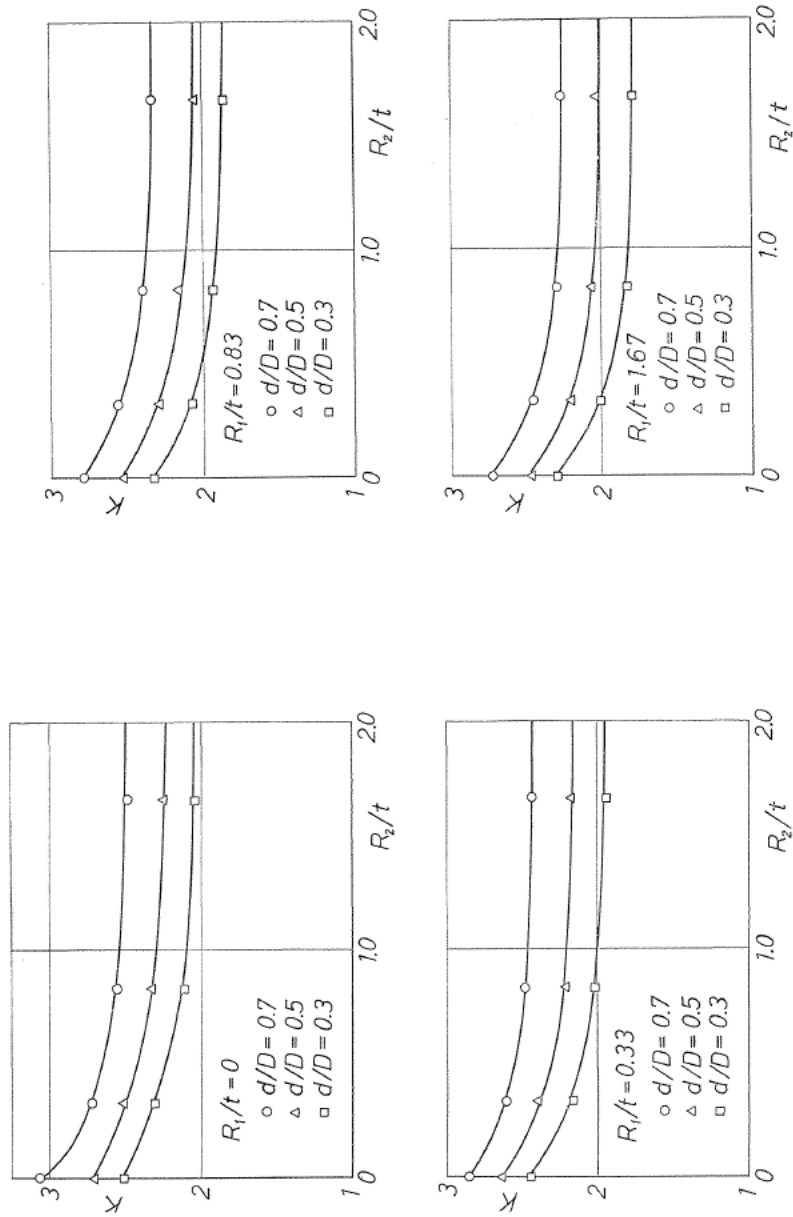 3
K
2
R₁/t=0
d/D=0.7
d/D=0.5
d/D=0.3
1
0 1.0 2.0
R₂/t
3
K
2
R₁/t=0.83
d/D=0.7
d/D=0.5
d/D=0.3
1
0 1.0 2.0
R₂/t
3
K
2
R₁/t=0.33
d/D=0.7
d/D=0.5
d/D=0.3
1
0 1.0 2.0
R₂/t
3
K
2
R₁/t=1.67
d/D=0.7
d/D=0.5
d/D=0.3
1
0 1.0 2.0
R₂/t